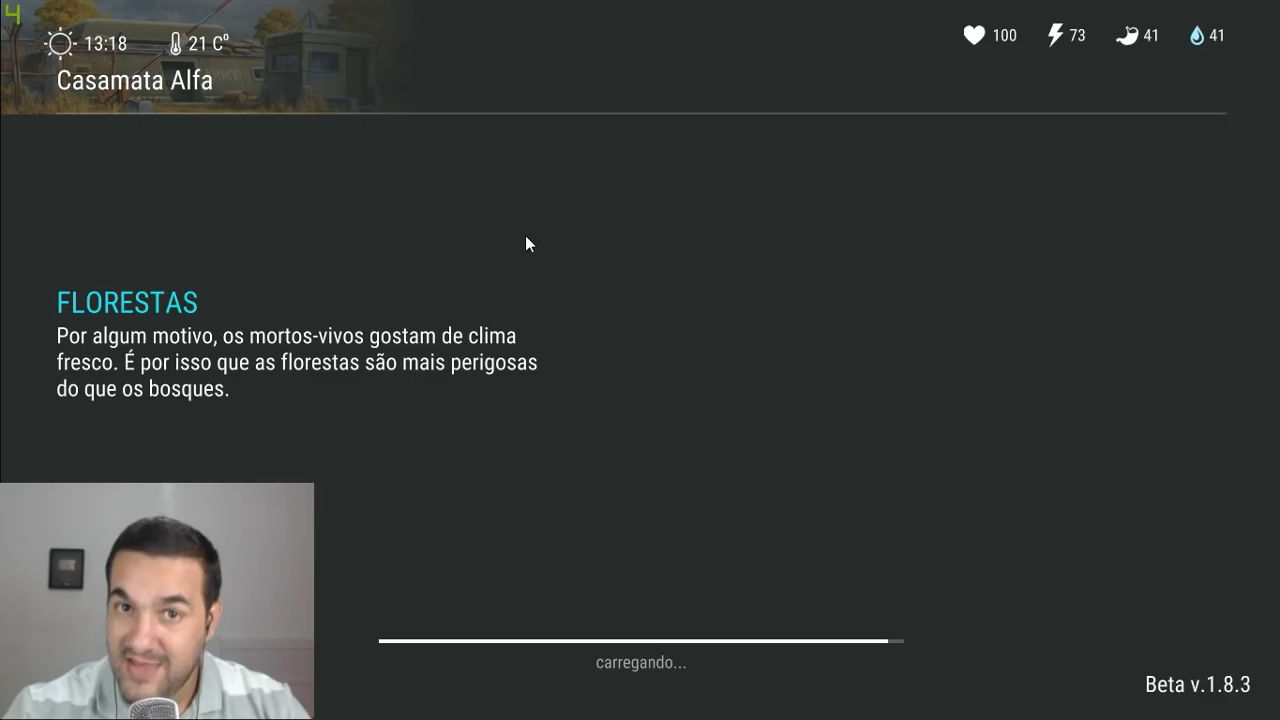 4
13:18 21 Cº
100 73 41 41
Casamata Alfa
FLORESTAS
Por algum motivo, os mortos-vivos gostam de clima
fresco. É por isso que as florestas são mais perigosas
do que os bosques.
carregando...
Beta v.1.8.3